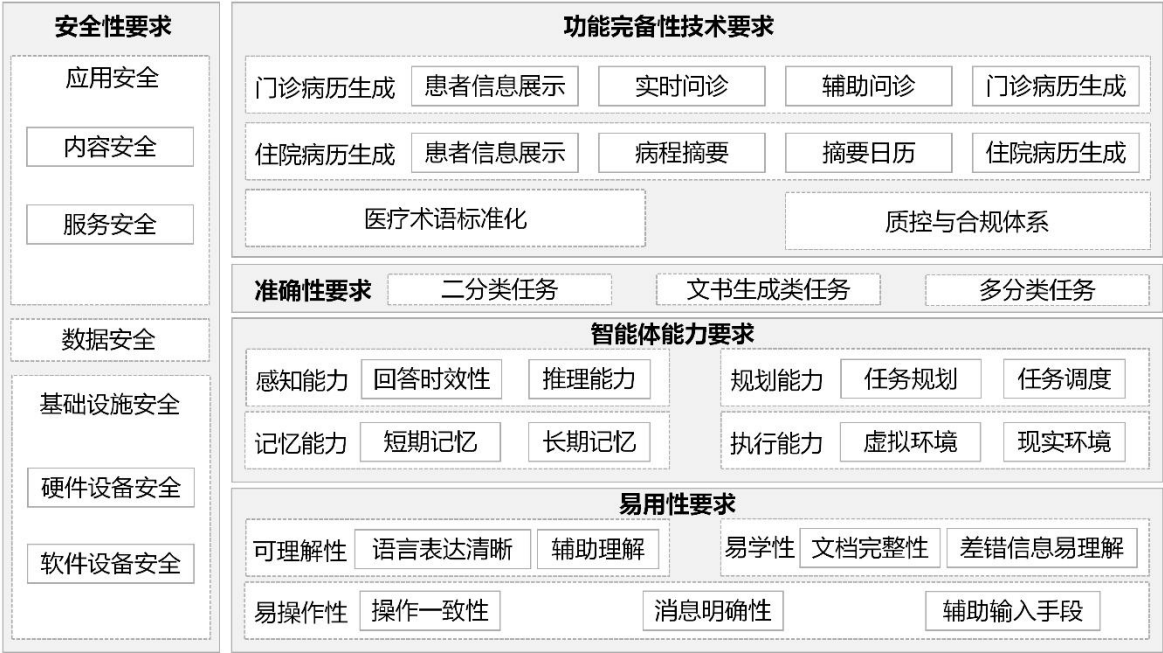 安全性要求
应用安全
内容安全
服务安全
数据安全
基础设施安全
硬件设备安全
软件设备安全
功能完备性技术要求
门诊病历生成 患者信息展示 实时问诊 辅助问诊 门诊病历生成
住院病历生成 患者信息展示 病程摘要 摘要日历 住院病历生成
医疗术语标准化 质控与合规体系
准确性要求 二分类任务 文书生成类任务 多分类任务
智能体能力要求
感知能力 回答时效性 推理能力 规划能力 任务规划 任务调度
记忆能力 短期记忆 长期记忆 执行能力 虚拟环境 现实环境
易用性要求
可理解性 语言表达清晰 辅助理解 易学性 文档完整性 差错信息易理解
易操作性 操作一致性 消息明确性 辅助输入手段